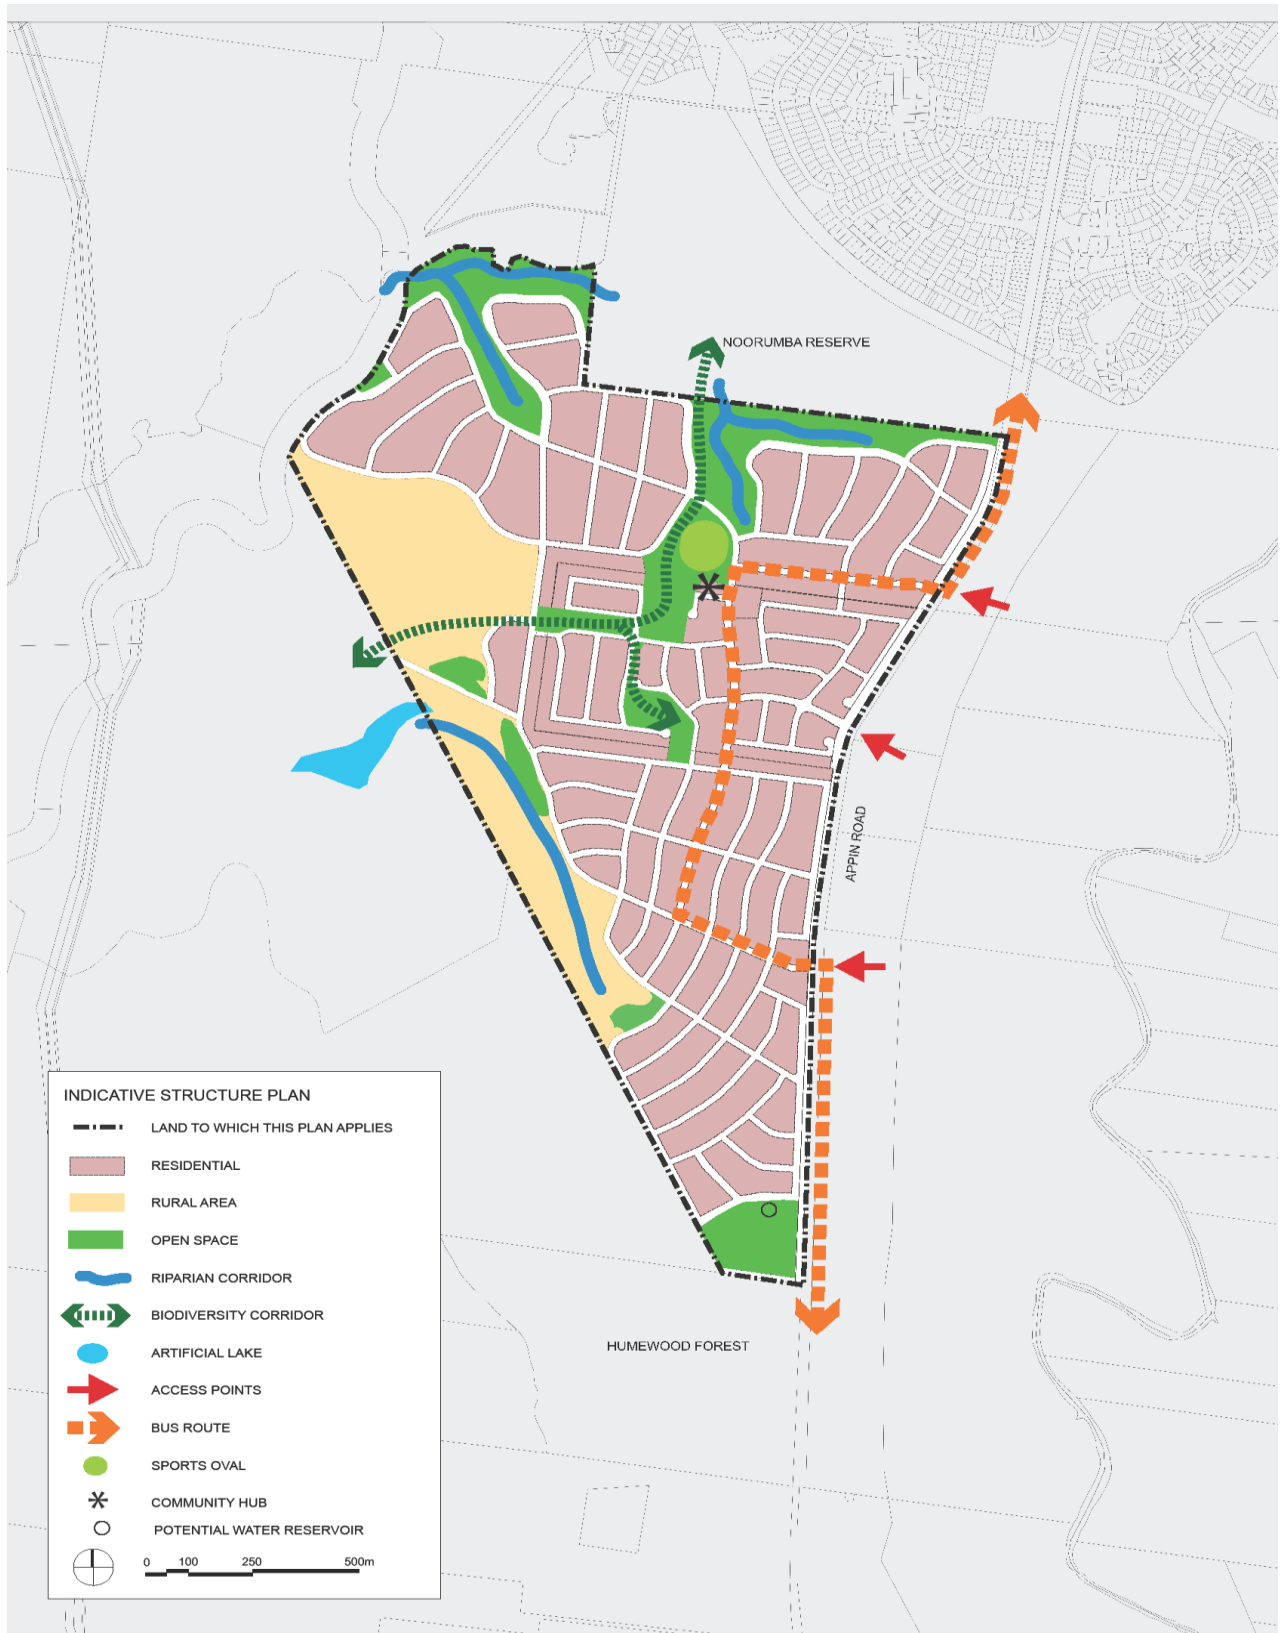 NOORUMBA RESERVE
APPIN ROAD
INDICATIVE STRUCTURE PLAN
LAND TO WHICH THIS PLAN APPLIES
RESIDENTIAL
RURAL AREA
OPEN SPACE
RIPARIAN CORRIDOR
BIODIVERSITY CORRIDOR
ARTIFICIAL LAKE
ACCESS POINTS
BUS ROUTE
SPORTS OVAL
COMMUNITY HUB
POTENTIAL WATER RESERVOIR
0 100 250 500m
HUMEWOOD FOREST